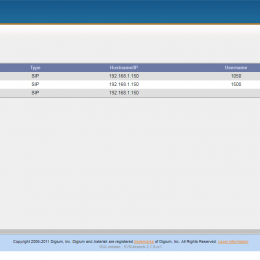 Type Hostname/IP Username
SIP 192.168.1.150 1050
SIP 192.168.1.150 1500
SIP 192.168.1.150
Copyright 2006-2011 Digium, Inc. Digium and Asterisk are registered trademarks of Digium, Inc. All Rights Reserved. Legal Information